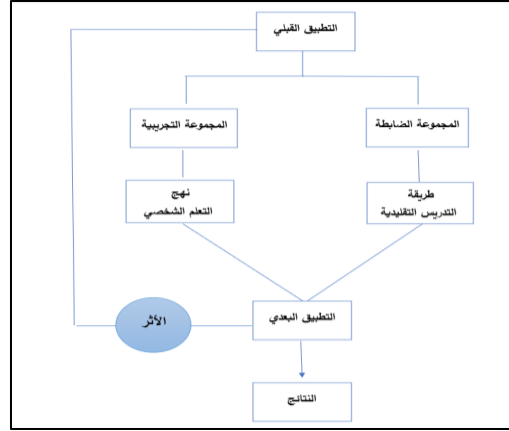 التطبيق القبلي
المجموعة الضابطة
المجموعة التجريبية
طريقة
التدريس التقليدية
نهج
التعلم الشخصي
التطبيق البعدي
الأثر
النتائج